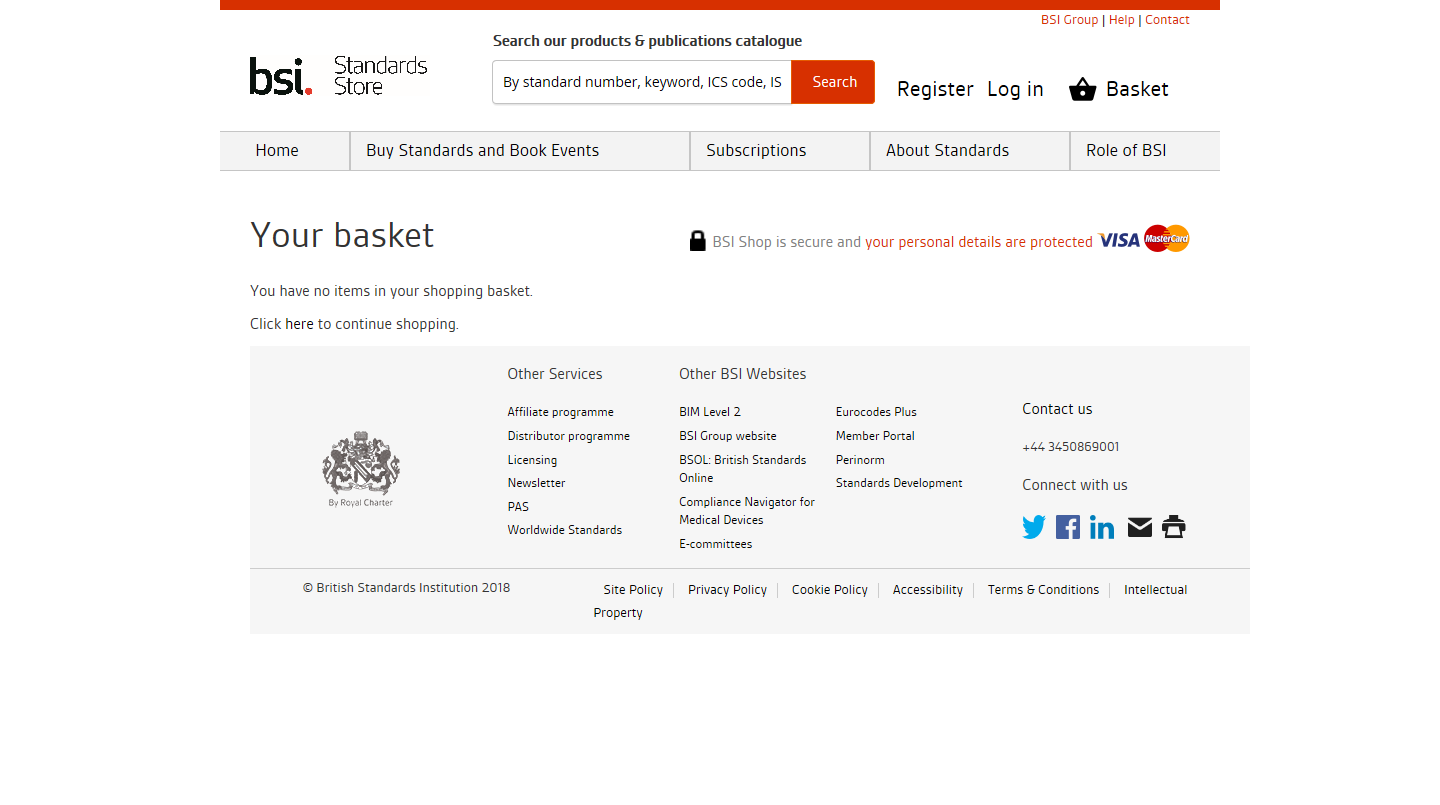 BSI Group | Help | Contact
Search our products & publications catalogue
bsi. Standards Store
By standard number, keyword, ICS code, IS
Search
Register Log in Basket
Home
Buy Standards and Book Events
Subscriptions
About Standards
Role of BSI
Your basket
BSI Shop is secure and your personal details are protected VISA MasterCard
You have no items in your shopping basket.
Click here to continue shopping.
By Royal Charter
Other Services
Affiliate programme
Distributor programme
Licensing
Newsletter
PAS
Worldwide Standards
Other BSI Websites
BIM Level 2
BSI Group website
BSOL: British Standards
Online
Compliance Navigator for
Medical Devices
E-committees
Eurocodes Plus
Member Portal
Perinorm
Standards Development
Contact us
+44 3450869001
Connect with us
© British Standards Institution 2018
Site Policy Privacy Policy Cookie Policy Accessibility Terms & Conditions Intellectual
Property